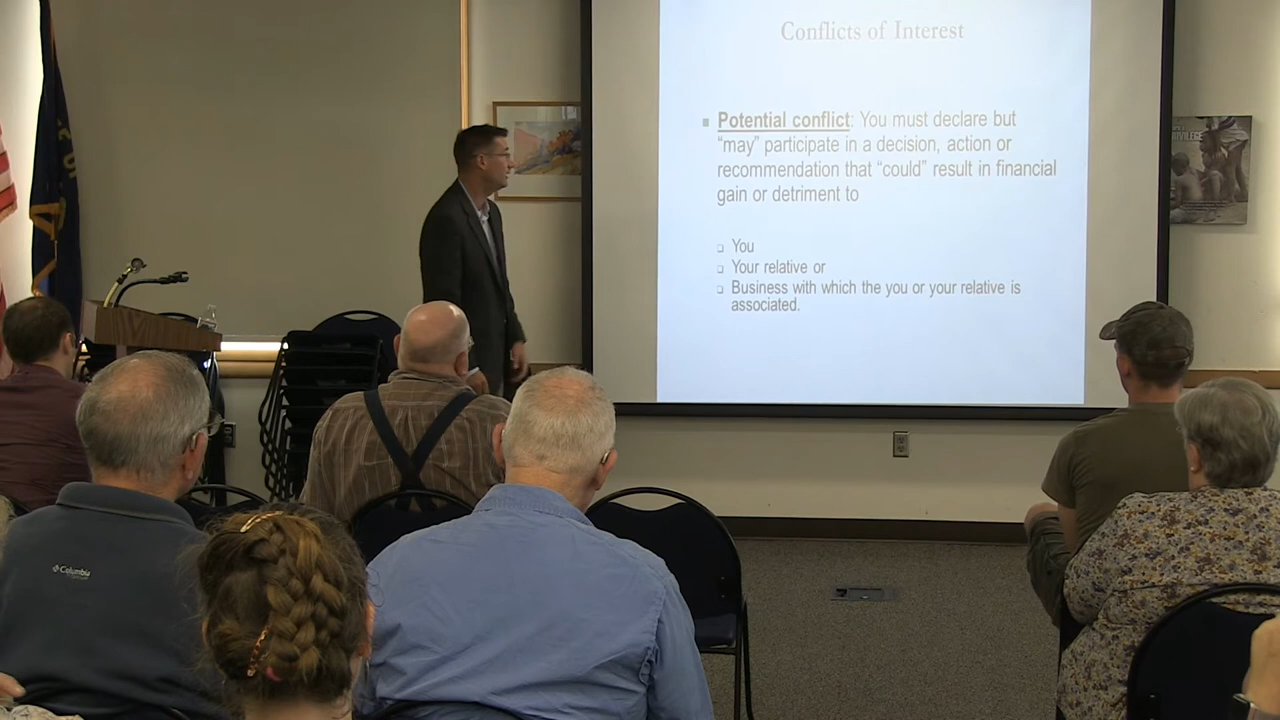 Conflicts of Interest
Potential conflict: You must declare but
“may” participate in a decision, action or
recommendation that “could” result in financial
gain or detriment to
You
Your relative or
Business with which the you or your relative is
associated.
Columbia